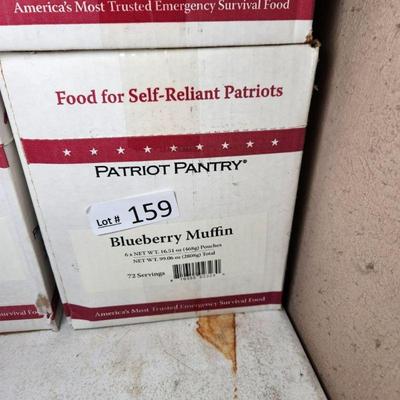 America's Most Trusted Emergency Survival Food
Food for Self-Reliant Patriots
PATRIOT PANTRY®
Lot # 159
Blueberry Muffin
6 x NET WT. 16.51 oz (468g) Pouches
NET WT. 99.06 oz (2808g) Total
72 Servings
America's Most Trusted Emergency Survival Food
Survival Food